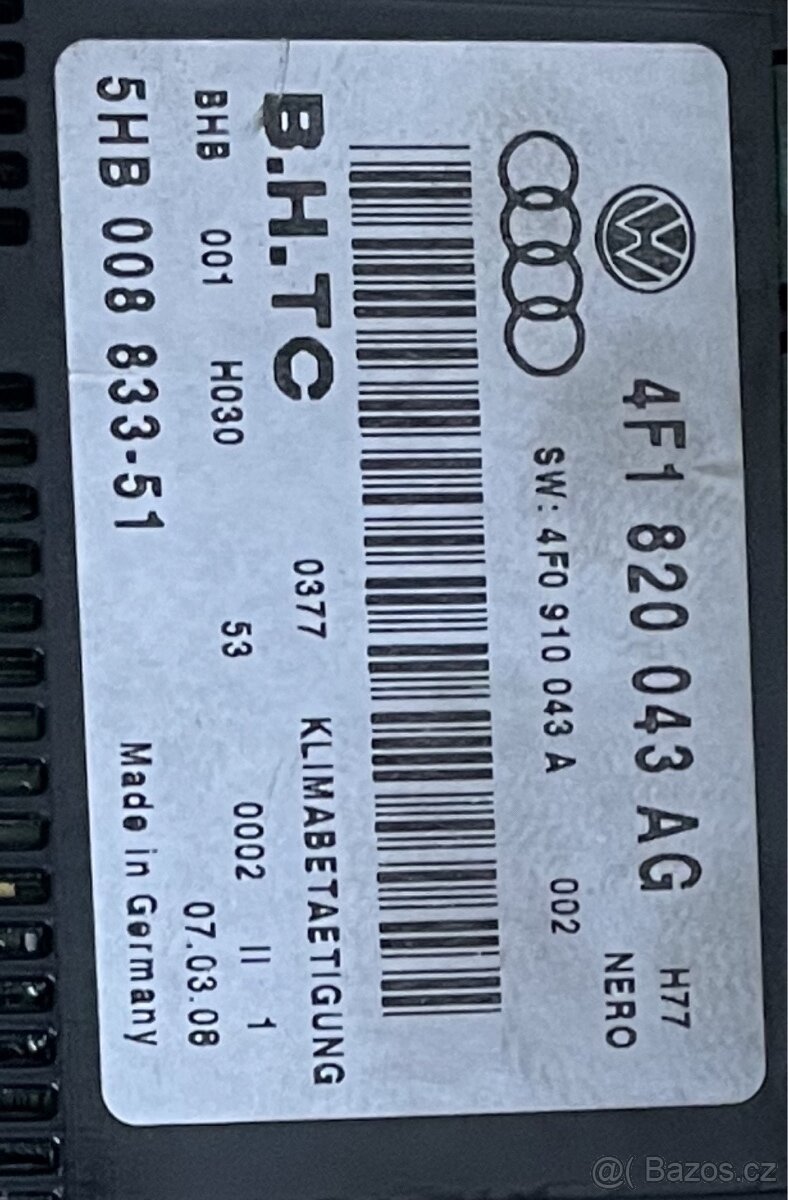 4F1 820 043 AG H77
NERO
SW: 4F0 910 043 A 002
B.H.TC 0377 KLIMABETAETIGUNG
BHB 001 H030 53 0002 II 1
07.03.08
5HB 008 833-51 Made in Germany
@( Bazos.cz